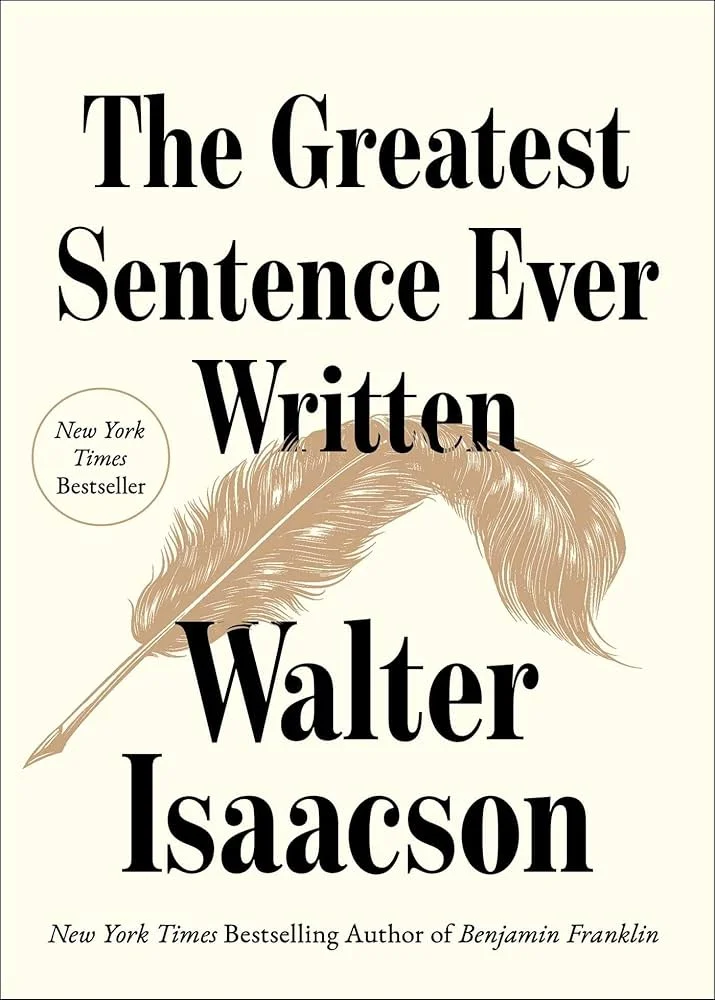 The Greatest
Sentence Ever
Written
New York
Times
Bestseller
Walter
Isaacson
New York Times Bestselling Author of Benjamin Franklin